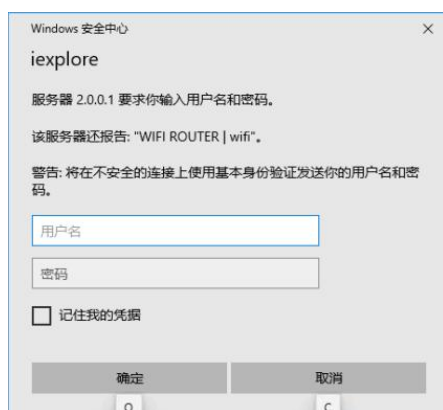 Windows 安全中心
iexplore
服务器 2.0.0.1 要求你输入用户名和密码。
该服务器还报告: "WIFI ROUTER | wifi"。
警告: 将在不安全的连接上使用基本身份验证发送你的用户名和密
码。
用户名
密码
记住我的凭据
确定
取消
O
C